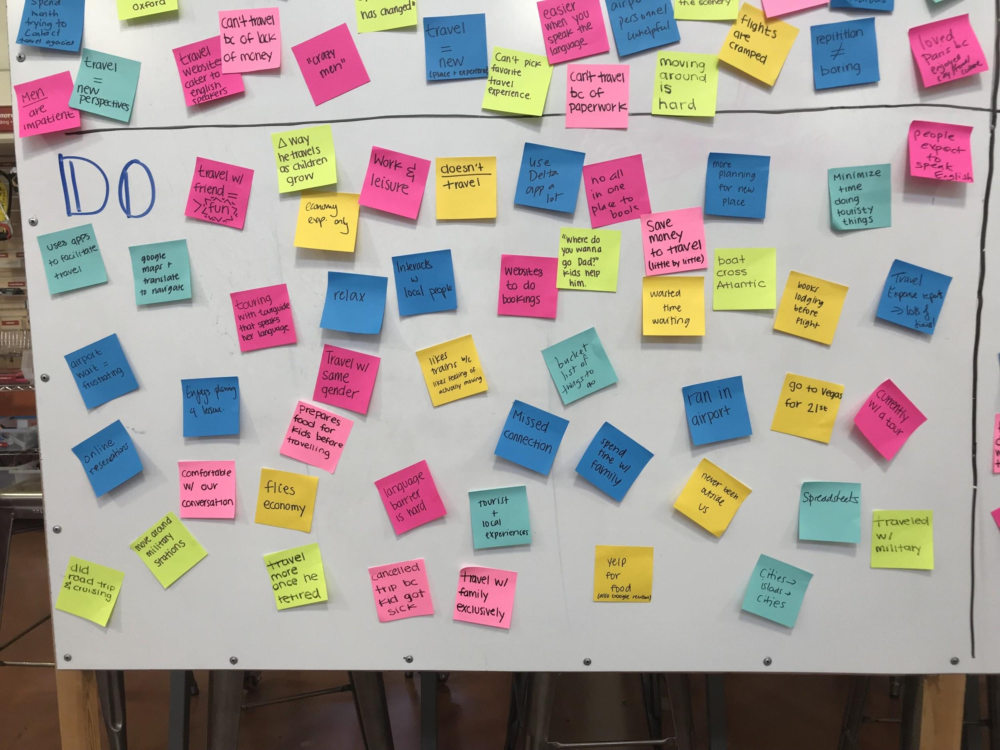 spend
month
trying to
contact
travel agencies
Oxford
has changed"
can't travel
bc of lack
of money
travel
websites
cater to
english
speakers
"crazy
men"
travel
=
new
(place + experience)
easier
when you
speak the
language
personnel
unhelpful
the scenery"
flights
are
cramped
repitition
≠
boring
loved
Paris bc
enjoyed
city/food/
culture
Men
are
impatient
travel
=
new
perspectives
Can't pick
favorite
travel
experience.
can't travel
bc of
paperwork
moving
around
is
hard
DO
travel w/
friend =
fun
Δ way
he travels
as children
grow
economy
exp. only
Work &
leisure
doesn't
travel
use
Delta
app a
lot
no all
in one
place to
book
more
planning
for new
place
Minimize
time
doing
touristy
things
people
expect
to
speak
English
uses apps
to facilitate
travel
google
maps +
translate
to navigate
touring
with tourguide
that speaks
her language
relax
Interacts
w
local people
websites
to do
bookings
"Where do
you wanna
go Dad?"
kids help
him.
Save
money
to travel
(little by little)
wasted
time
waiting
boat
cross
Atlantic
books
lodging
before
flight
Travel
Expense reports
⇒ lots of
time!
airport
wait =
frustrating
Enjoys planning
4 leisure.
Travel w/
same
gender
prepares
food for
kids before
travelling
likes
trains b/c
likes feeling of
actually moving
bucket
list of
things to
do
Missed
connection
spend
time w/
family
ran in
airport
go to Vegas
for 21st
currently
w/ a tour
online
reservations
comfortable
w/ our
conversation
flies
economy
language
barrier
is hard
tourist
+
local
experiences
never been
outside
US
Spreadsheets
traveled
w/
military
move around
military
stations
did
road trip
& cruising
travel
more
once he
retired
cancelled
trip bc
kid got
sick
travel w/
family
exclusively
yelp
for
food
(also Google reviews)
Cities→
islads→
cities